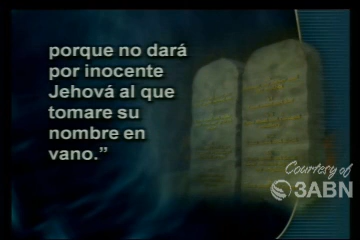 porque no dará
por inocente
Jehová al que
tomare su
nombre en
vano.”
Courtesy of
3ABN